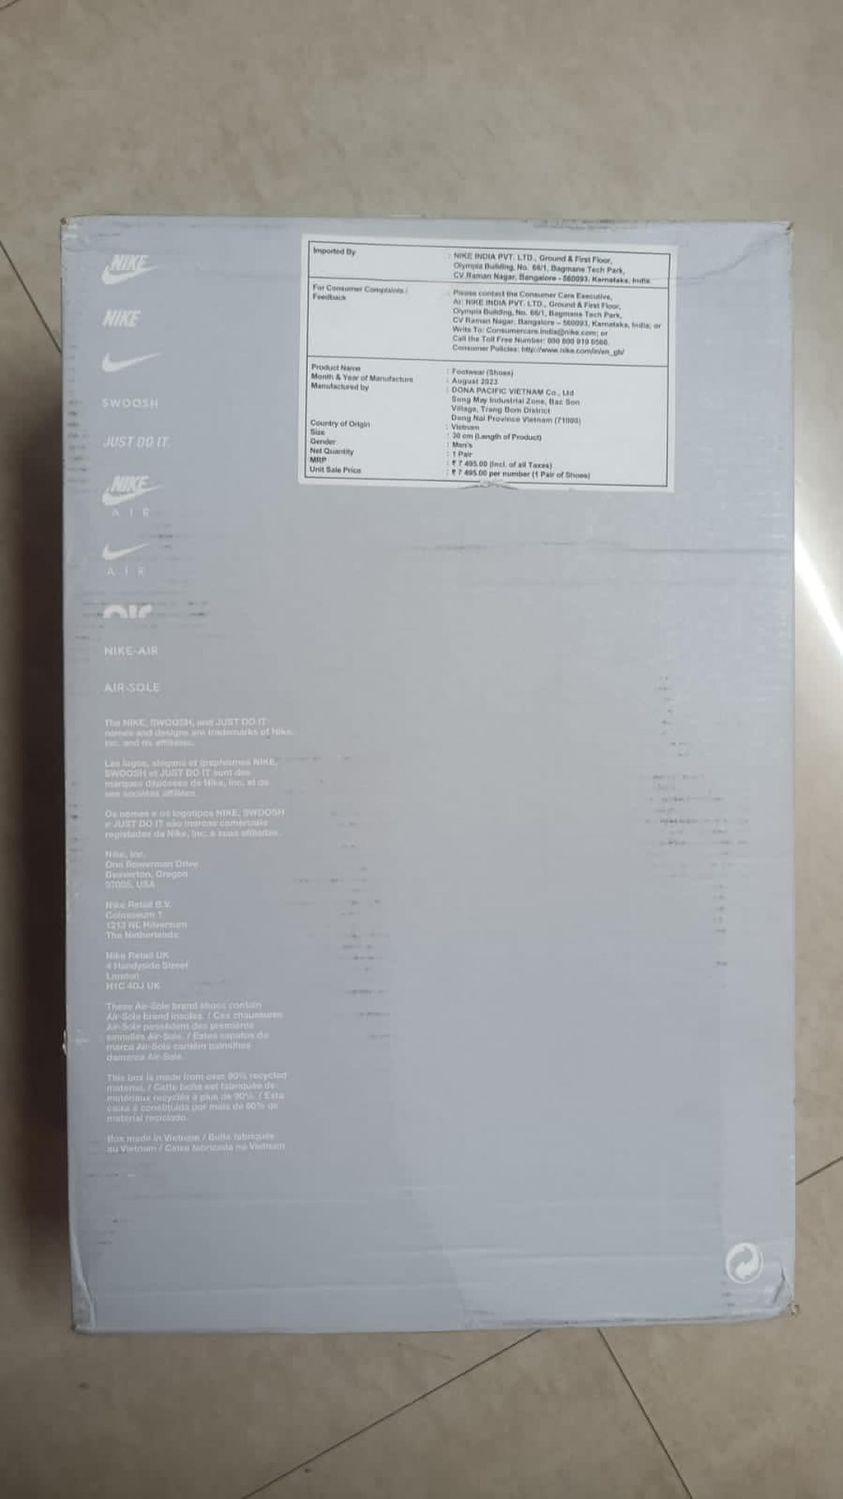 NIKE
NIKE
SWOOSH
JUST DO IT.
NIKE
AIR
AIR
air
NIKE-AIR
AIR-SOLE
The NIKE, SWOOSH, and JUST DO IT
names and designs are trademarks of Nike,
Inc. and its affiliates.
Les logos, slogans et graphismes NIKE,
SWOOSH et JUST DO IT sont des
marques déposées de Nike, Inc. et de
ses sociétés affiliées.
Os nomes e os logotipos NIKE, SWOOSH
e JUST DO IT são marcas comerciais
registadas da Nike, Inc. e suas afiliadas.
Nike, Inc.
One Bowerman Drive
Beaverton, Oregon
97005, USA
Nike Retail B.V.
Colosseum 1
1213 NL Hilversum
The Netherlands
Nike Retail UK
4 Handyside Street
London
N1C 4DJ UK
These Air-Sole brand shoes contain
Air-Sole brand insoles. / Ces chaussures
Air-Sole possèdent des premières
semelles Air-Sole. / Estes sapatos da
marca Air-Sole contêm palmilhas
da marca Air-Sole.
This box is made from over 90% recycled
material. / Cette boîte est fabriquée de
matériaux recyclés à plus de 90%. / Esta
caixa é constituída por mais de 90% de
material reciclado.
Box made in Vietnam / Boîte fabriquée
au Vietnam / Caixa fabricada no Vietnam
Imported By : NIKE INDIA PVT. LTD., Ground & First Floor,
Olympia Building, No. 66/1, Bagmane Tech Park,
CV Raman Nagar, Bangalore - 560093, Karnataka, India.
For Consumer Complaints / : Please contact the Consumer Care Executive,
Feedback At: NIKE INDIA PVT. LTD., Ground & First Floor,
Olympia Building, No. 66/1, Bagmane Tech Park,
CV Raman Nagar, Bangalore – 560093, Karnataka, India; or
Write To: Consumercare.india@nike.com; or
Call the Toll Free Number: 000 800 919 0566.
Consumer Policies: http://www.nike.com/in/en_gb/
Product Name : Footwear (Shoes)
Month & Year of Manufacture : August 2023
Manufactured by : DONA PACIFIC VIETNAM Co., Ltd
Song May Industrial Zone, Bac Son
Village, Trang Bom District
Dong Nai Province Vietnam (71000)
Country of Origin : Vietnam
Size : 30 cm (Length of Product)
Gender : Men's
Net Quantity : 1 Pair
MRP : ₹ 7 495.00 (Incl. of all Taxes)
Unit Sale Price : ₹ 7 495.00 per number (1 Pair of Shoes)